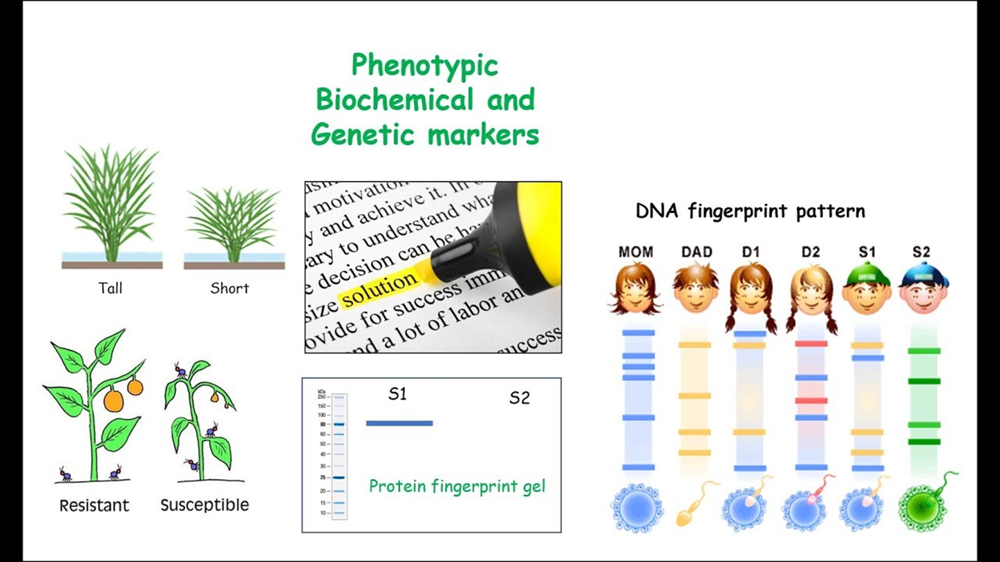 Phenotypic
Biochemical and
Genetic markers
Tall
Short
Resistant
Susceptible
motivation
y and achieve it. In
ary to understand wha
e decision can be
size solution
ovide for success imm
nd a lot of labor an
success
kDa
250
150
100
80
60
50
40
30
25
20
15
10
S1
S2
Protein fingerprint gel
DNA fingerprint pattern
MOM DAD D1 D2 S1 S2